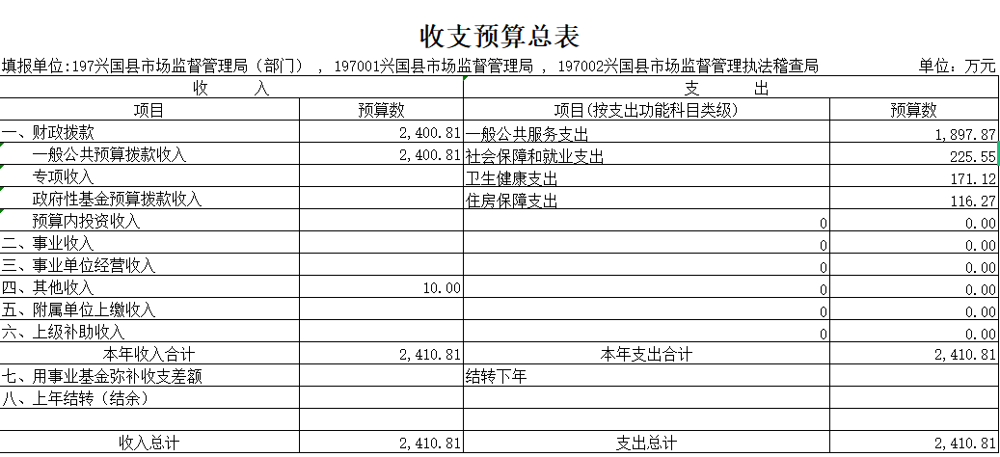 收支预算总表
填报单位:197兴国县市场监督管理局（部门） , 197001兴国县市场监督管理局 , 197002兴国县市场监督管理执法稽查局 单位：万元
收 入 支 出
项目 预算数 项目(按支出功能科目类级) 预算数
一、财政拨款 2,400.81 一般公共服务支出 1,897.87
一般公共预算拨款收入 2,400.81 社会保障和就业支出 225.55
专项收入 卫生健康支出 171.12
政府性基金预算拨款收入 住房保障支出 116.27
预算内投资收入 0 0.00
二、事业收入 0 0.00
三、事业单位经营收入 0 0.00
四、其他收入 10.00 0 0.00
五、附属单位上缴收入 0 0.00
六、上级补助收入 0 0.00
本年收入合计 2,410.81 本年支出合计 2,410.81
七、用事业基金弥补收支差额 结转下年
八、上年结转（结余）
收入总计 2,410.81 支出总计 2,410.81